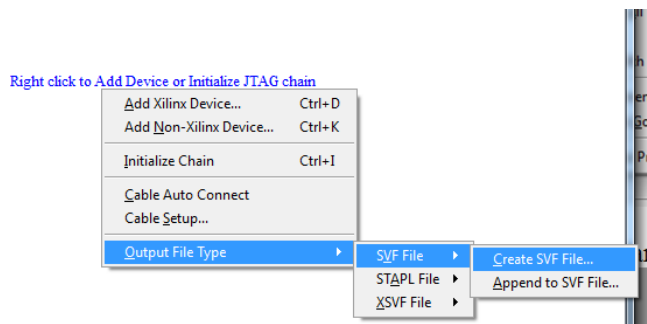 Right click to Add Device or Initialize JTAG chain
Add Xilinx Device... Ctrl+D
Add Non-Xilinx Device... Ctrl+K
Initialize Chain Ctrl+I
Cable Auto Connect
Cable Setup...
Output File Type
SVF File
STAPL File
XSVF File
Create SVF File...
Append to SVF File...